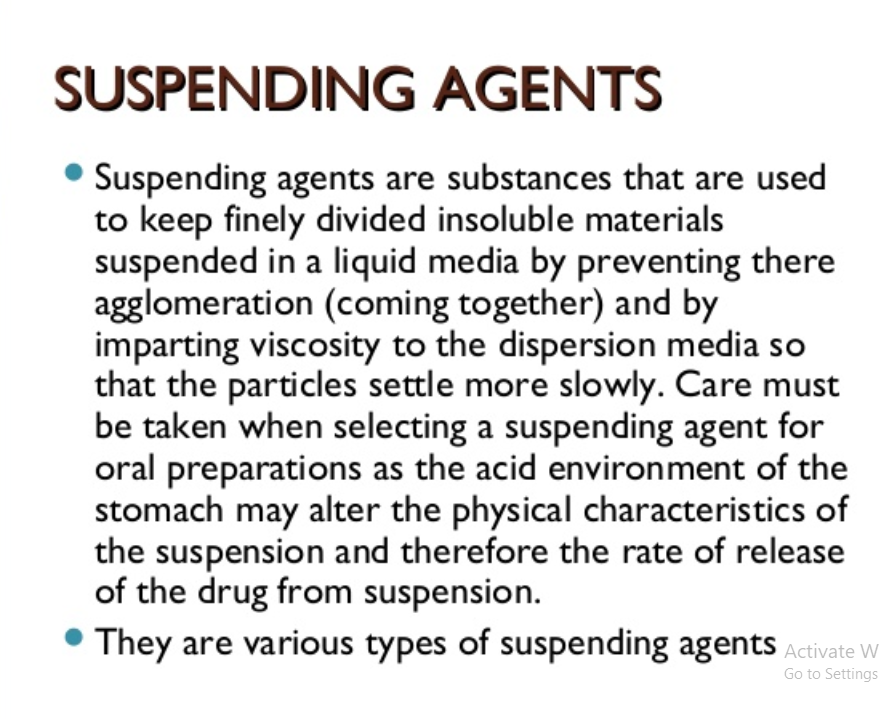 SUSPENDING AGENTS
Suspending agents are substances that are used
to keep finely divided insoluble materials
suspended in a liquid media by preventing there
agglomeration (coming together) and by
imparting viscosity to the dispersion media so
that the particles settle more slowly. Care must
be taken when selecting a suspending agent for
oral preparations as the acid environment of the
stomach may alter the physical characteristics of
the suspension and therefore the rate of release
of the drug from suspension.
They are various types of suspending agents
Activate W
Go to Settings